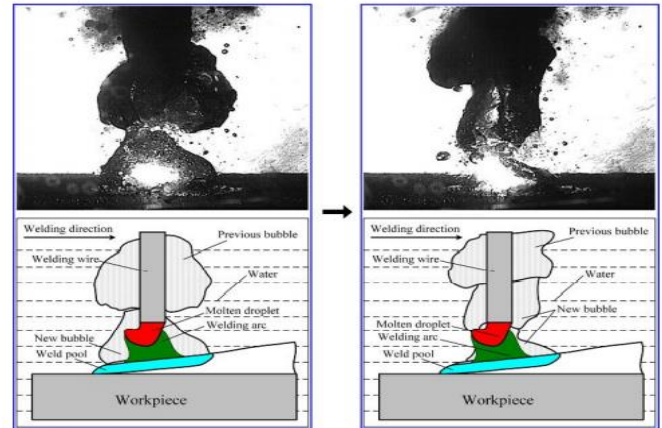 Welding direction
Previous bubble
Welding wire
Water
Molten droplet
Welding arc
New bubble
Weld pool
Workpiece
Welding direction
Previous bubble
Welding wire
Water
New bubble
Molten droplet
Welding arc
Weld pool
Workpiece